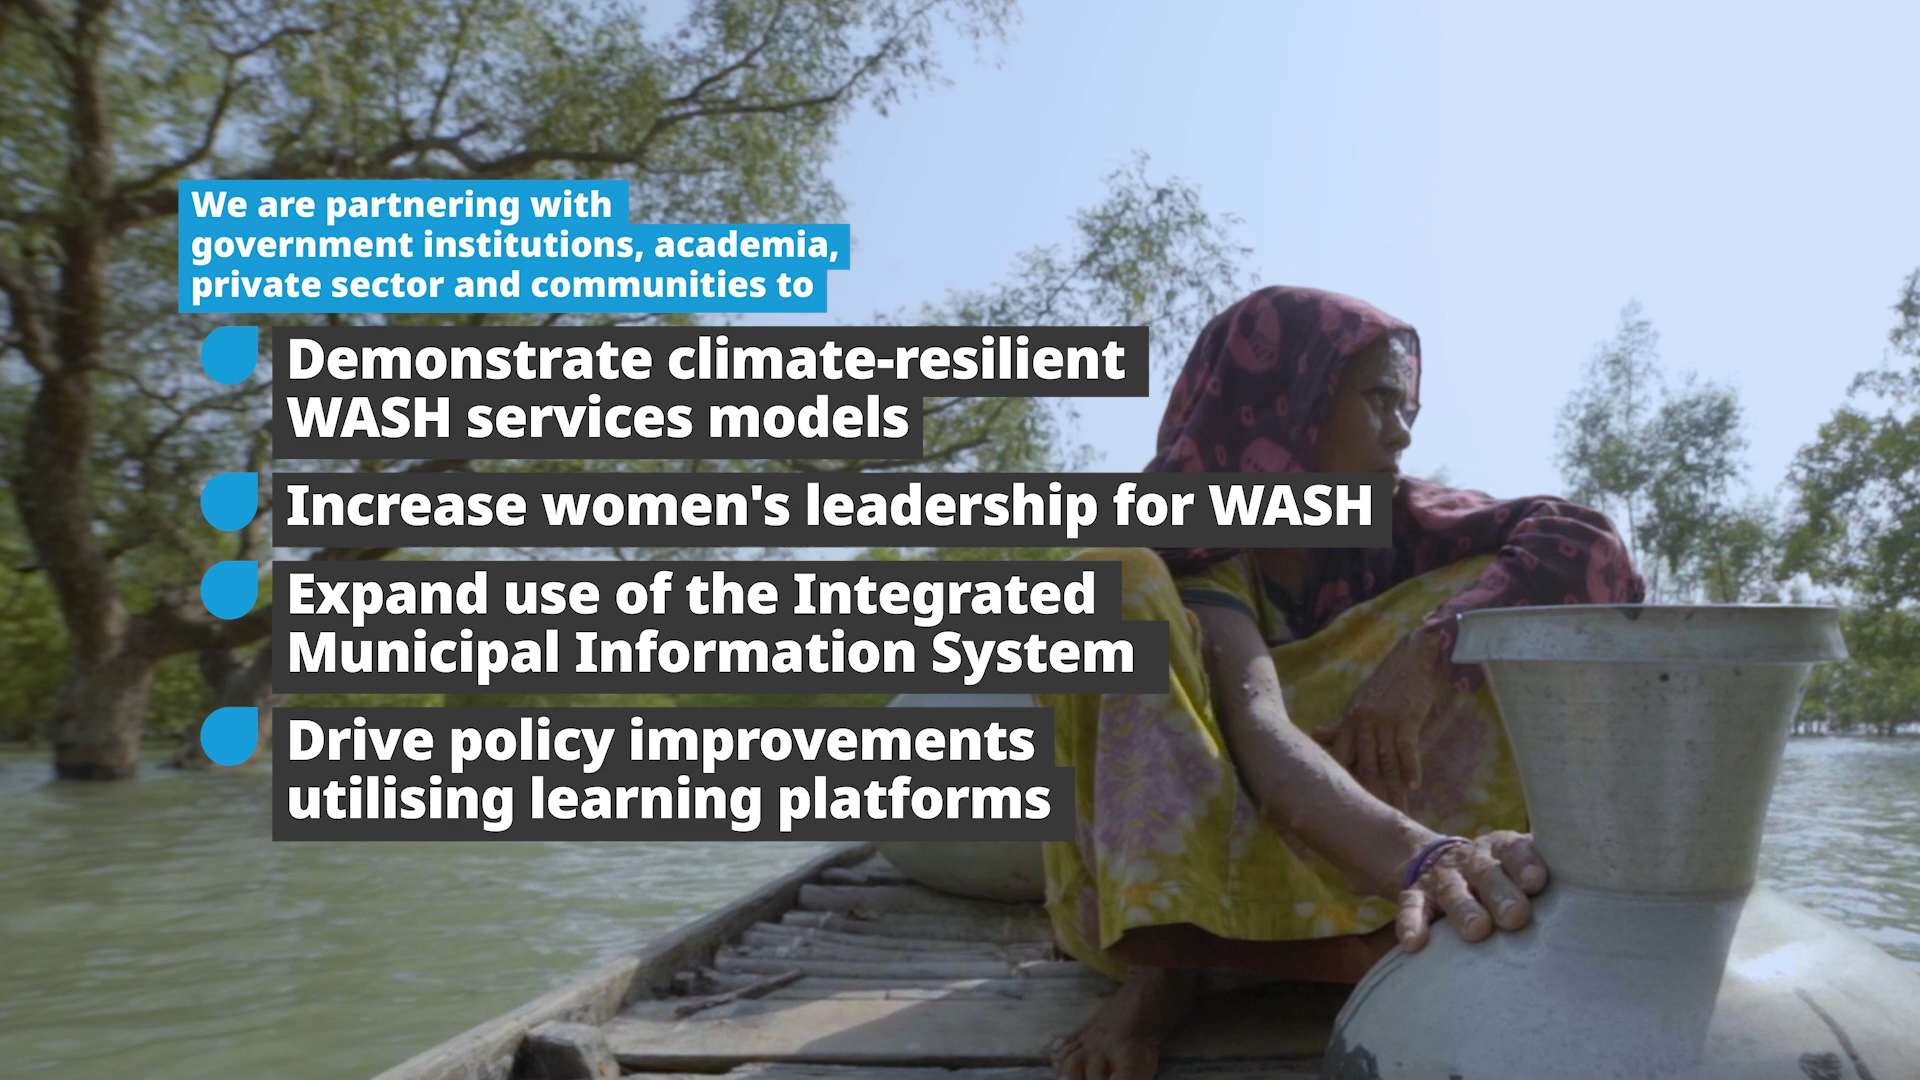 We are partnering with
government institutions, academia,
private sector and communities to
Demonstrate climate-resilient
WASH services models
Increase women's leadership for WASH
Expand use of the Integrated
Municipal Information System
Drive policy improvements
utilising learning platforms